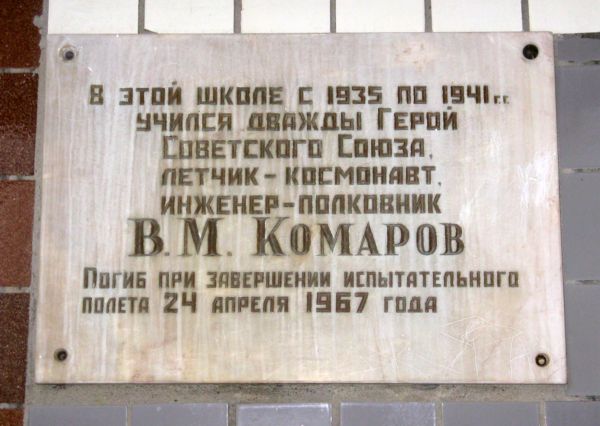 В этой школе с 1935 по 1941 г.г.
учился дважды Герой
Советского Союза,
летчик-космонавт,
инженер-полковник
В.М. Комаров
Погиб при завершении испытательного
полета 24 апреля 1967 года